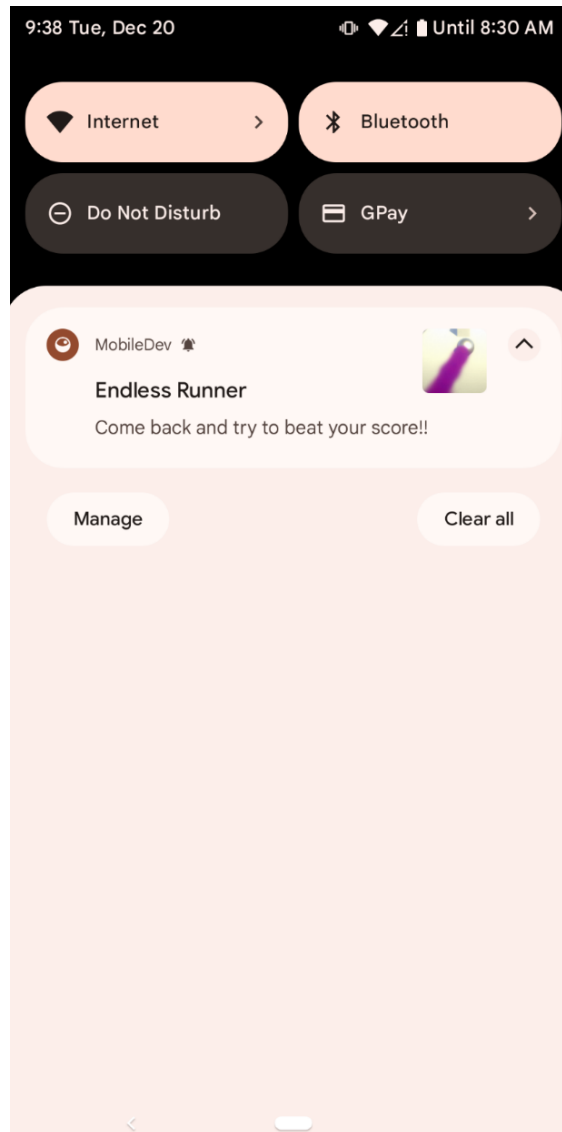 9:38 Tue, Dec 20 Until 8:30 AM
Internet Bluetooth
Do Not Disturb GPay
MobileDev
Endless Runner
Come back and try to beat your score!!
Manage Clear all